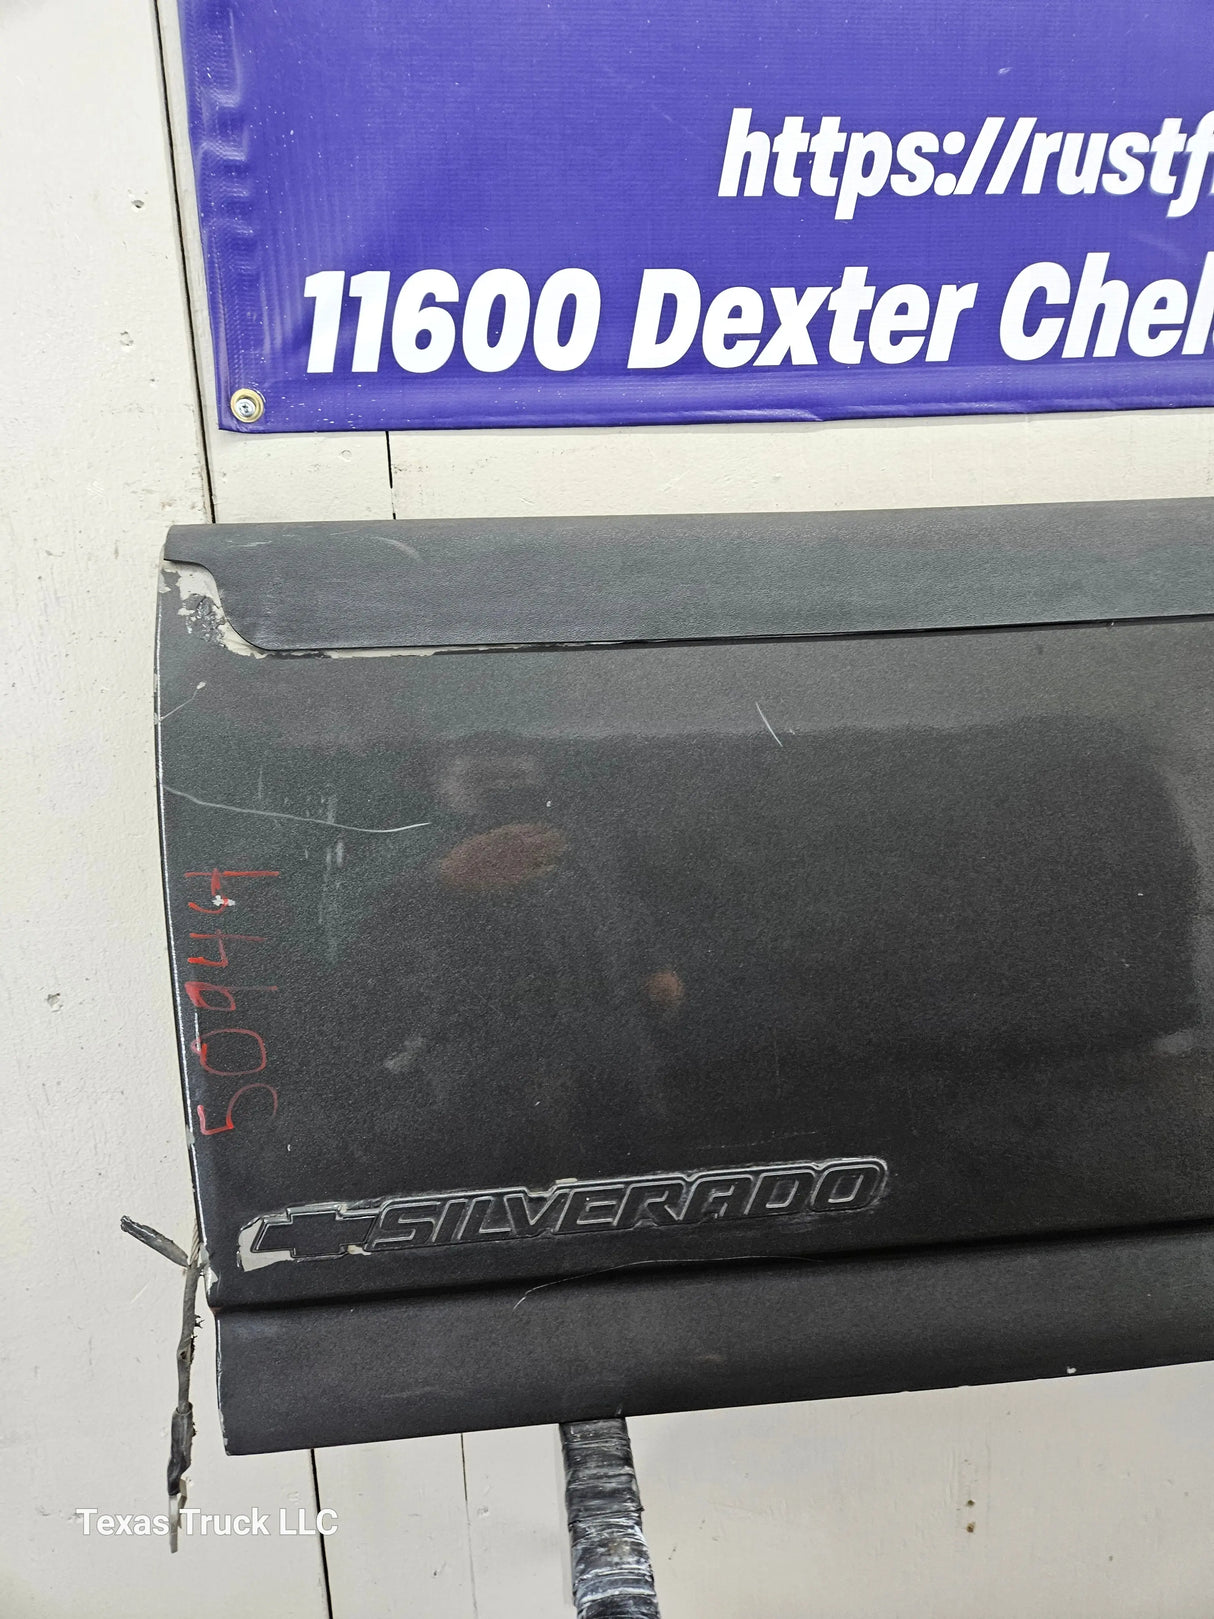 https://rustf
11600 Dexter Chel
50944
SILVERADO
Texas Truck LLC